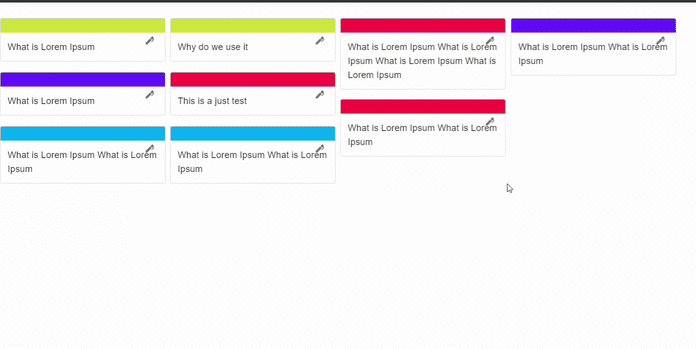 What is Lorem Ipsum
What is Lorem Ipsum
What is Lorem Ipsum What is Lorem
Ipsum
Why do we use it
This is a just test
What is Lorem Ipsum What is Lorem
Ipsum
What is Lorem Ipsum What is Lorem
Ipsum What is Lorem Ipsum What is
Lorem Ipsum
What is Lorem Ipsum What is Lorem
Ipsum
What is Lorem Ipsum What is Lorem
Ipsum